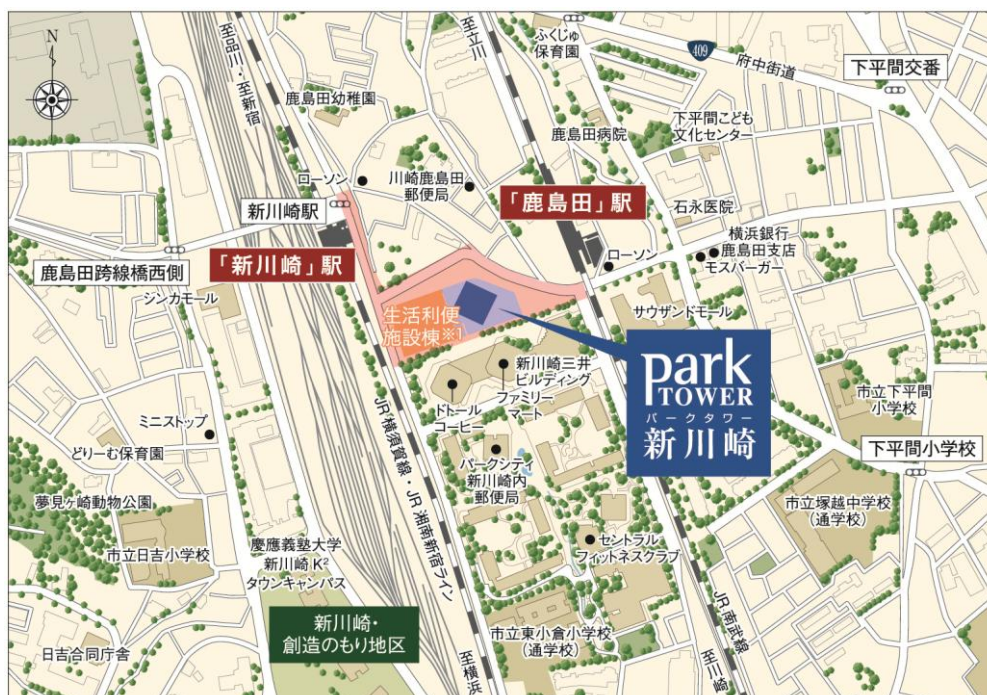 N
至品川・至新宿
至立川
ふくじゅ
保育園
409
府中街道
下平間交番
鹿島田幼稚園
鹿島田病院
下平間こども
文化センター
ローソン
川崎鹿島田
郵便局
新川崎駅
「鹿島田」駅
石永医院
横浜銀行
鹿島田支店
モスバーガー
鹿島田跨線橋西側
「新川崎」駅
ローソン
ジンカモール
生活利便
施設棟※1
サウザンドモール
park
TOWER
パークタワー
新川崎
新川崎三井
ビルディング
ファミリー
マート
ドトール
コーヒー
市立下平間
小学校
ミニストップ
どりーむ保育園
JR横須賀線・JR湘南新宿ライン
パークシティ
新川崎内
郵便局
下平間小学校
夢見ヶ崎動物公園
市立日吉小学校
慶應義塾大学
新川崎K²
タウンキャンパス
セントラル
フィットネスクラブ
市立塚越中学校
(通学校)
新川崎・
創造のもり地区
市立東小倉小学校
(通学校)
JR南武線
日吉合同庁舎
至横浜
至川崎